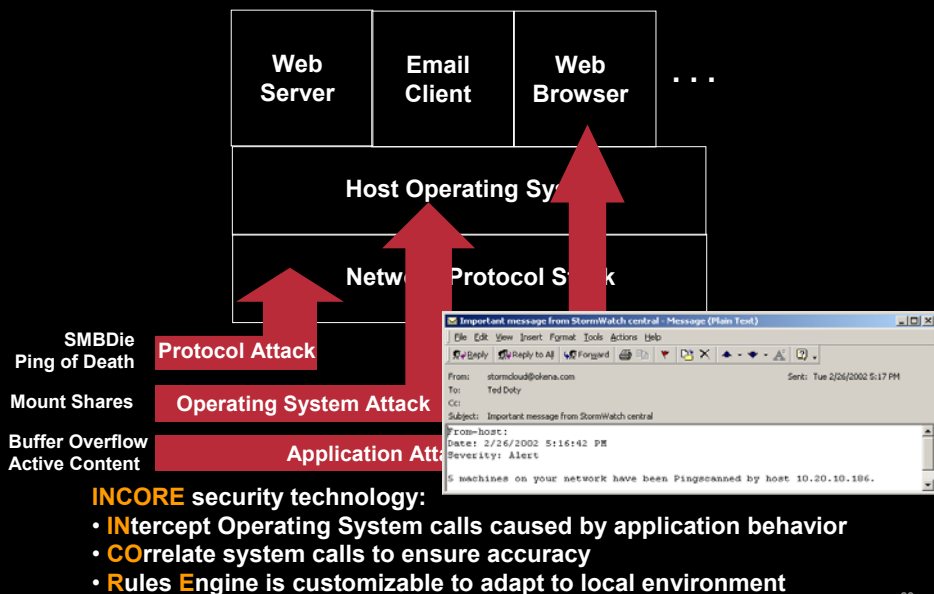 Web
Server
Email
Client
Web
Browser
. . .
Host Operating Sys
Network Protocol St k
SMBDie
Ping of Death
Protocol Attack
Mount Shares
Operating System Attack
Buffer Overflow
Active Content
Application Atta
Important message from StormWatch central - Message (Plain Text)
File Edit View Insert Format Tools Actions Help
Reply Reply to All Forward
From: stormcloud@okena.com Sent: Tue 2/26/2002 5:17 PM
To: Ted Doty
Cc:
Subject: Important message from StormWatch central
From-host:
Date: 2/26/2002 5:16:42 PM
Severity: Alert
5 machines on your network have been Pingscanned by host 10.20.10.186.
INCORE security technology:
• INtercept Operating System calls caused by application behavior
• COrrelate system calls to ensure accuracy
• Rules Engine is customizable to adapt to local environment